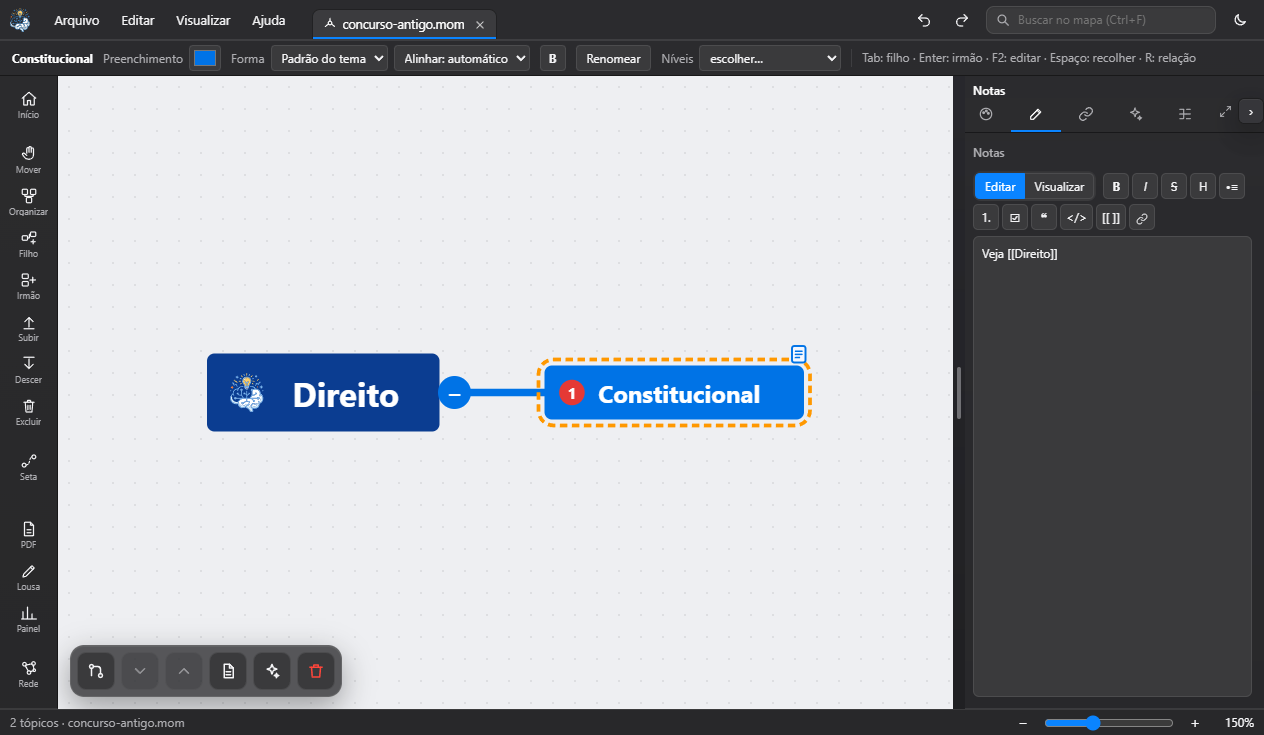 Arquivo Editar Visualizar Ajuda concurso-antigo.mom × Buscar no mapa (Ctrl+F)
Constitucional Preenchimento Forma Padrão do tema Alinhar: automático B Renomear Níveis escolher... Tab: filho · Enter: irmão · F2: editar · Espaço: recolher · R: relação
Início
Mover
Organizar
Filho
Irmão
Subir
Descer
Excluir
Seta
PDF
Lousa
Painel
Rede
Direito
1 Constitucional
Notas
Notas
Editar Visualizar B I S H
1. ❝ </> [[ ]]
Veja [[Direito]]
2 tópicos · concurso-antigo.mom
− + 150%